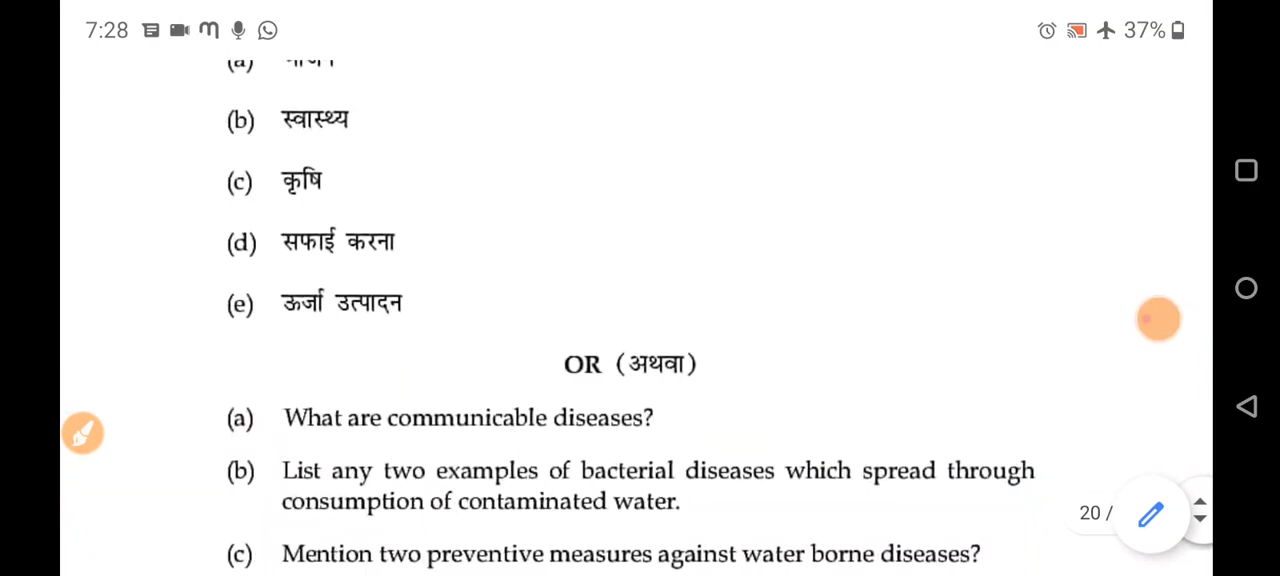 7:28 37%
(a)
(b) स्वास्थ्य
(c) कृषि
(d) सफाई करना
(e) ऊर्जा उत्पादन
OR (अथवा)
(a) What are communicable diseases?
(b) List any two examples of bacterial diseases which spread through
consumption of contaminated water.
20 /
(c) Mention two preventive measures against water borne diseases?